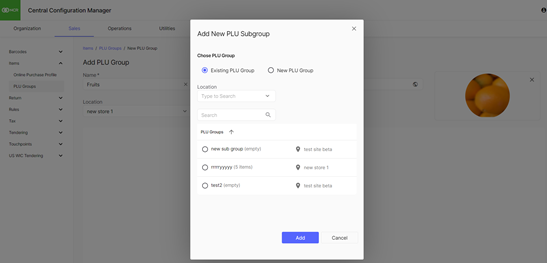 Central Configuration Manager
Organization
Sales
Operations
Utilities
Barcodes
Items
Online Purchase Profile
PLU Groups
Return
Roles
Tax
Tendering
Touchpoints
US WIC Tendering
Items / PLU Groups / New PLU Group
Add PLU Group
Name *
Fruits
Location
new store 1
Add New PLU Subgroup
Chose PLU Group
Existing PLU Group
New PLU Group
Location
Type to Search
Search
PLU Groups
new sub group (empty)
test site beta
rrrryyyyy (5 items)
new store 1
test2 (empty)
test site beta
Add
Cancel